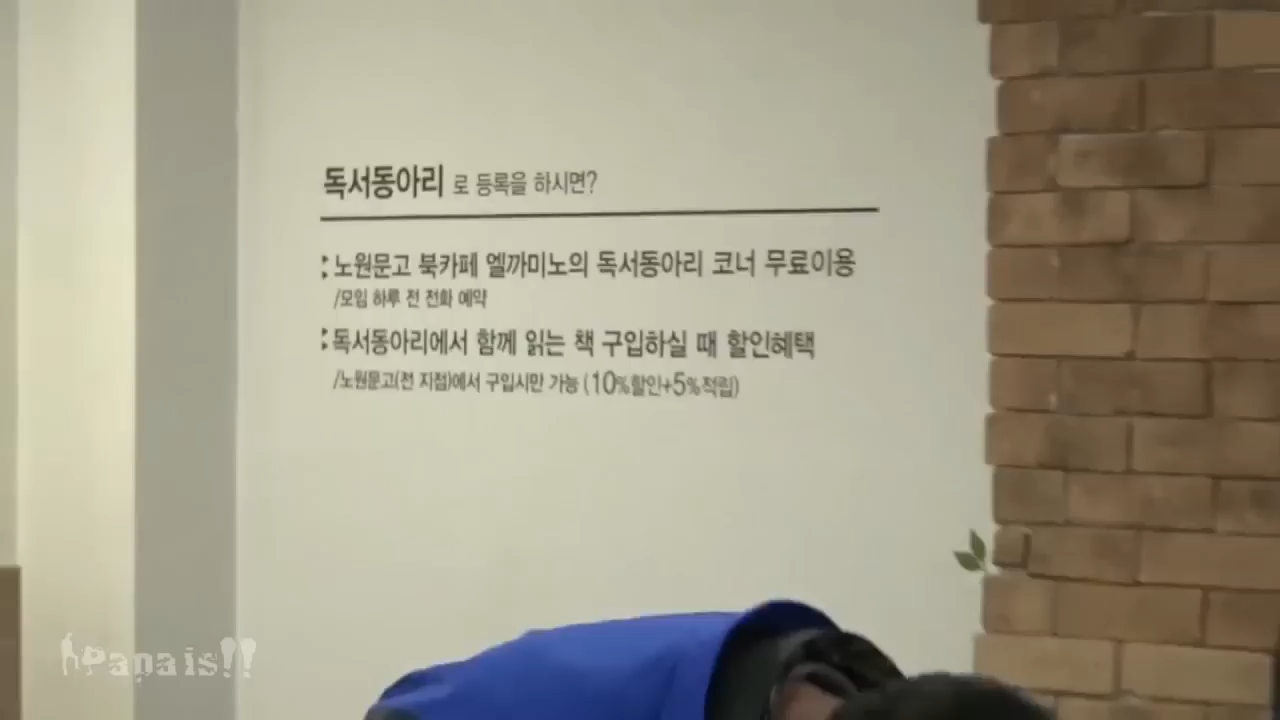 독서동아리 로 등록을 하시면?
: 노원문고 북카페 엘까미노의 독서동아리 코너 무료이용
/모임 하루 전 전화 예약
: 독서동아리에서 함께 읽는 책 구입하실 때 할인혜택
/노원문고(전 지점)에서 구입시만 가능 (10%할인+5%적립)
Panais!!